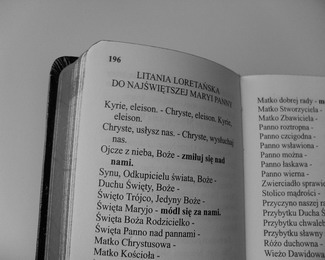 196
LITANIA LORETAŃSKA
DO NAJŚWIĘTSZEJ MARYI PANNY
Kyrie, eleison. - Chryste, eleison. Kyrie,
eleison.
Chryste, usłysz nas. - Chryste, wysłuchaj
nas.
Ojcze z nieba, Boże - zmiłuj się nad
nami.
Synu, Odkupicielu świata, Boże -
Duchu Święty, Boże -
Święto Trójco, Jedyny Boże -
Święta Maryjo - módl się za nami.
Święta Boża Rodzicielko -
Święta Panno nad pannami -
Matko Chrystusowa -
Matko Kościoła -
Matko dobrej rady -
Matko Stworzyciela -
Matko Zbawiciela -
Panno roztropna -
Panno czcigodna -
Panno wsławiona -
Panno można -
Panno łaskawa -
Panno wierna -
Zwierciadło sprawie
Stolico mądrości -
Przyczyno naszej ra
Przybytku Ducha Ś
Przybytku chwaleb
Przybytku sławny
Różo duchowna -
Wieżo Dawidowa